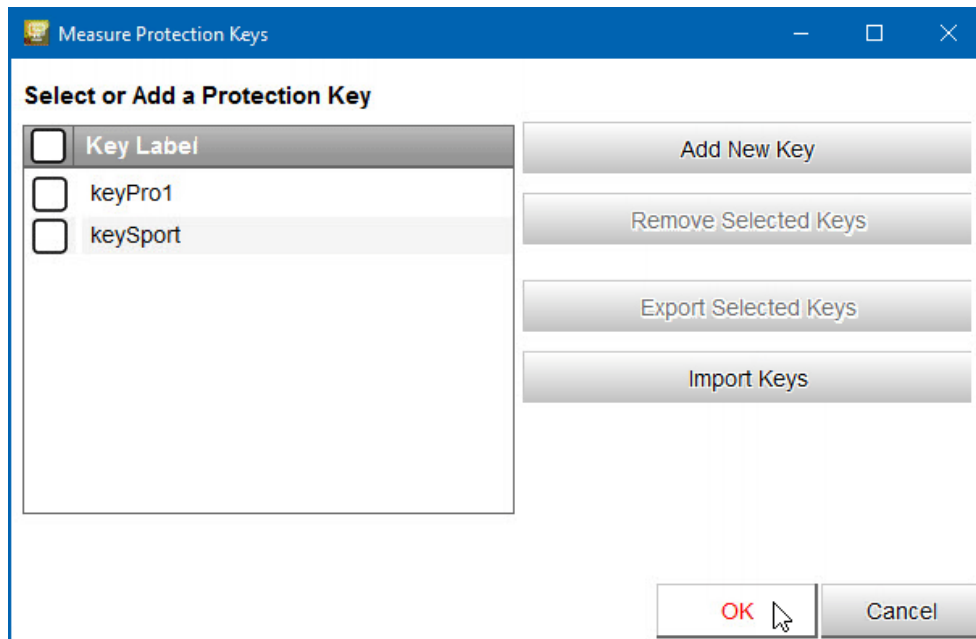 Measure Protection Keys
Select or Add a Protection Key
Key Label
keyPro1
keySport
Add New Key
Remove Selected Keys
Export Selected Keys
Import Keys
OK
Cancel